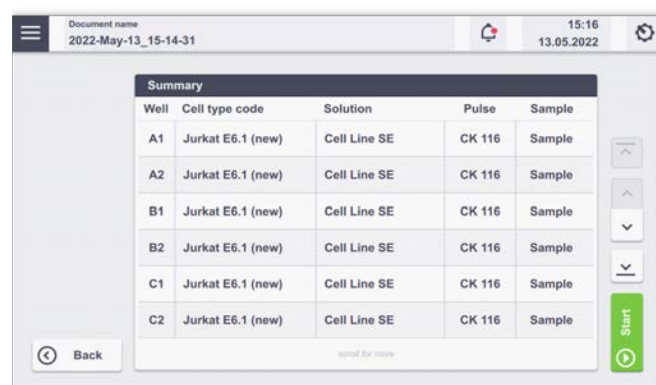 Document name
2022-May-13_15-14-31
15:16
13.05.2022
Summary
Well Cell type code Solution Pulse Sample
A1 Jurkat E6.1 (new) Cell Line SE CK 116 Sample
A2 Jurkat E6.1 (new) Cell Line SE CK 116 Sample
B1 Jurkat E6.1 (new) Cell Line SE CK 116 Sample
B2 Jurkat E6.1 (new) Cell Line SE CK 116 Sample
C1 Jurkat E6.1 (new) Cell Line SE CK 116 Sample
C2 Jurkat E6.1 (new) Cell Line SE CK 116 Sample
scroll for more
Back
Start